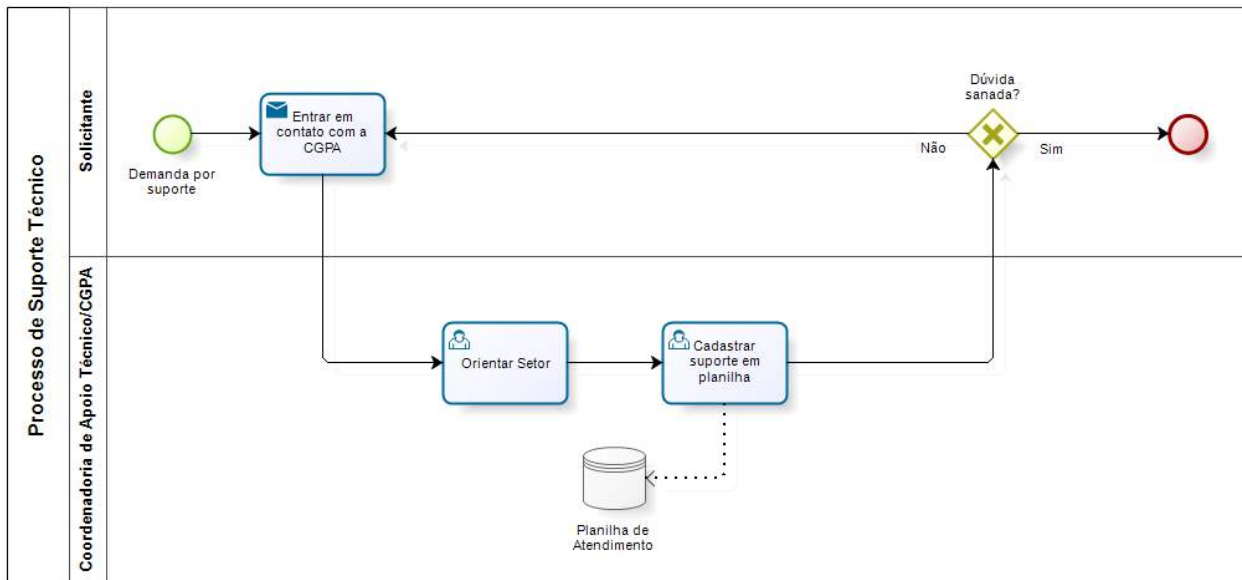 Processo de Suporte Técnico
Solicitante
Demanda por
suporte
Entrar em
contato com a
CGPA
Dúvida
sanada?
Não
Sim
Coordenadoria de Apoio Técnico/CGPA
Orientar Setor
Cadastrar
suporte em
planilha
Planilha de
Atendimento